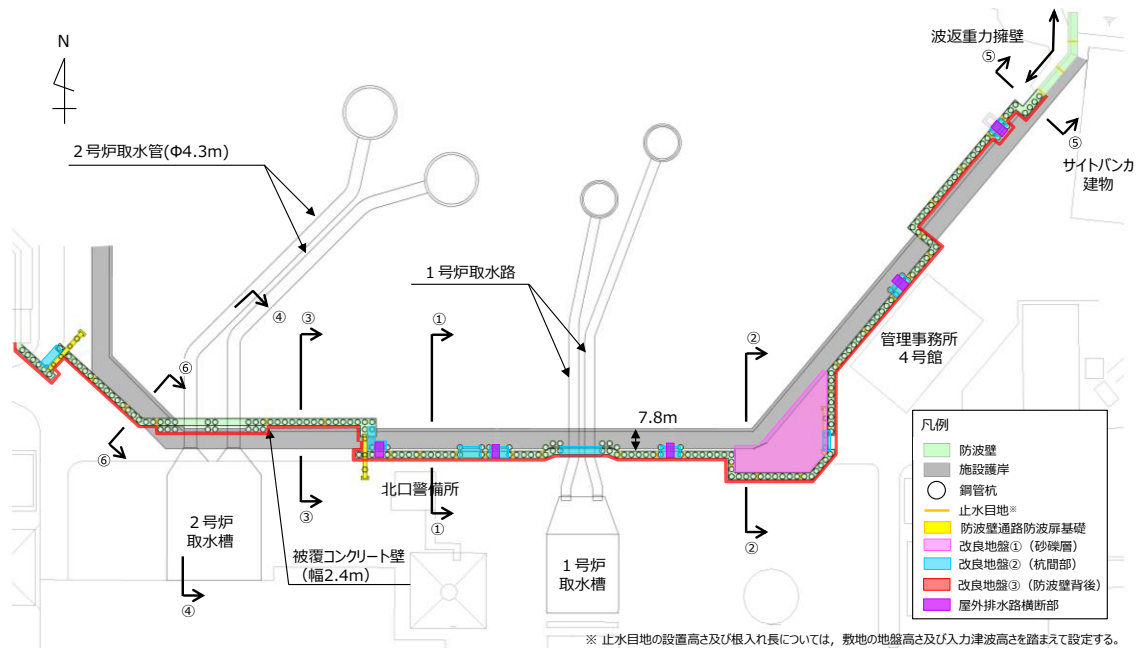 波返重力擁壁
⑤
N
2号炉取水管(Φ4.3m)
⑤
サイトバンカ
建物
1号炉取水路
④
③
①
②
管理事務所
4号館
⑥
7.8m
凡例
防波壁
施設護岸
鋼管杭
止水目地※
防波壁通路防波扉基礎
改良地盤①（砂礫層）
改良地盤②（杭間部）
改良地盤③（防波壁背後）
屋外排水路横断部
⑥
北口警備所
③
①
②
2号炉
取水槽
被覆コンクリート壁
（幅2.4m）
1号炉
取水槽
④
※ 止水目地の設置高さ及び根入れ長については，敷地の地盤高さ及び入力津波高さを踏まえて設定する。